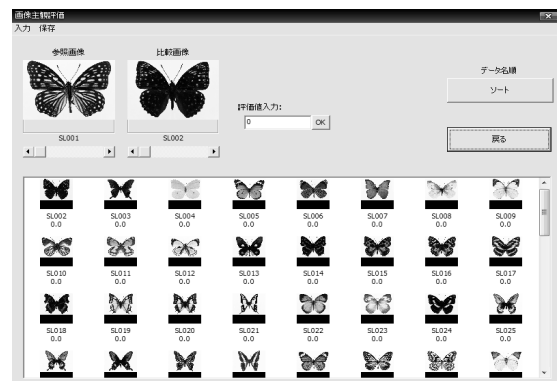 画像主観評価
入力 保存
参照画像 比較画像
データ名順
ソート
評価値入力:
0 OK
戻る
SL001 SL002
SL002 SL003 SL004 SL005 SL006 SL007 SL008 SL009
0.0 0.0 0.0 0.0 0.0 0.0 0.0 0.0
SL010 SL011 SL012 SL013 SL014 SL015 SL016 SL017
0.0 0.0 0.0 0.0 0.0 0.0 0.0 0.0
SL018 SL019 SL020 SL021 SL022 SL023 SL024 SL025
0.0 0.0 0.0 0.0 0.0 0.0 0.0 0.0